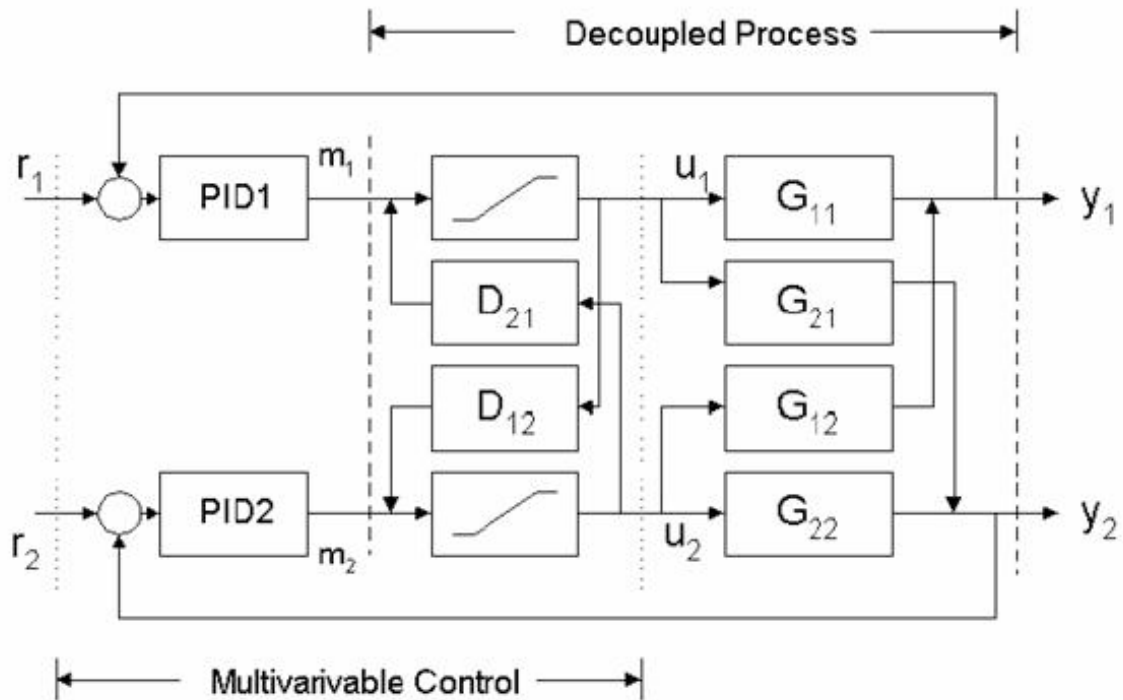 Decoupled Process
r₁
PID1
m₁
u₁
G₁₁
y₁
D₂₁
G₂₁
D₁₂
G₁₂
r₂
PID2
m₂
u₂
G₂₂
y₂
Multivarivable Control